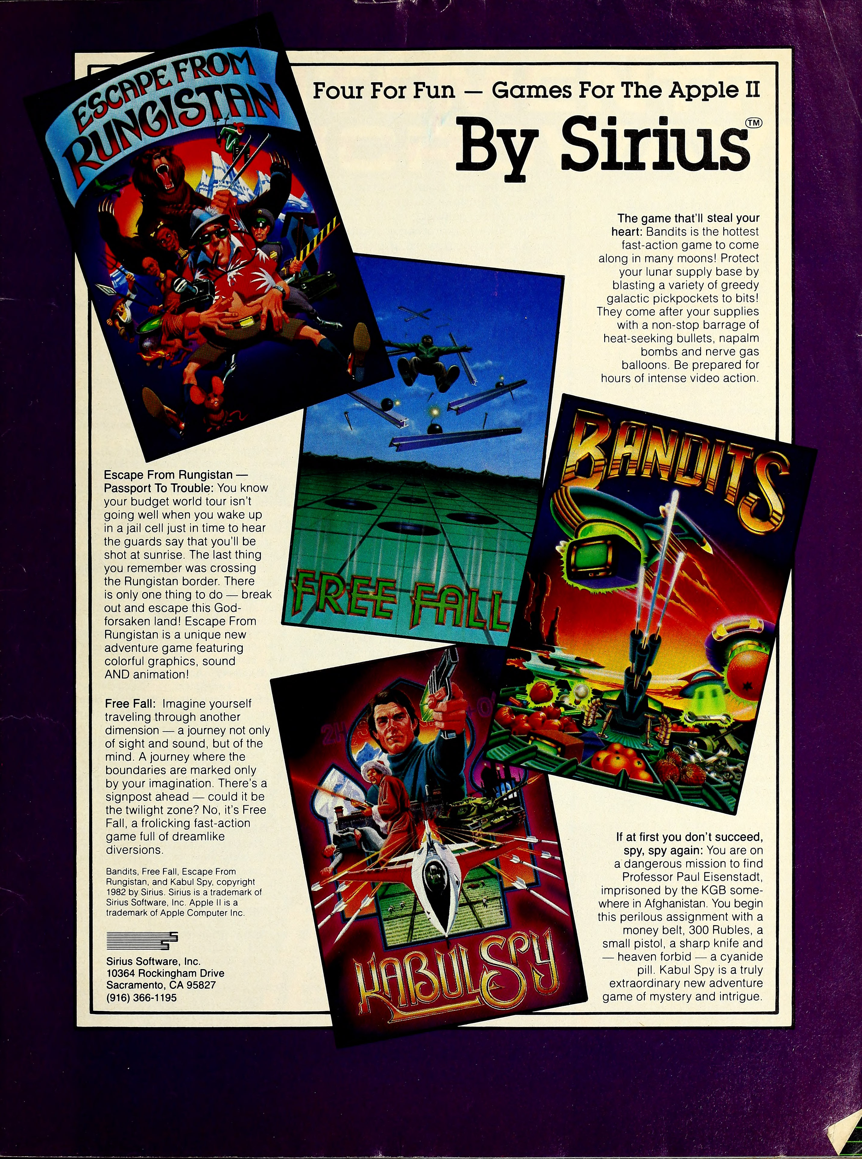 Four For Fun — Games For The Apple II
By Sirius™
ESCAPE FROM
RUNGISTAN
The game that'll steal your
heart: Bandits is the hottest
fast-action game to come
along in many moons! Protect
your lunar supply base by
blasting a variety of greedy
galactic pickpockets to bits!
They come after your supplies
with a non-stop barrage of
heat-seeking bullets, napalm
bombs and nerve gas
balloons. Be prepared for
hours of intense video action.
FREE FALL
BANDITS
Escape From Rungistan —
Passport To Trouble: You know
your budget world tour isn't
going well when you wake up
in a jail cell just in time to hear
the guards say that you'll be
shot at sunrise. The last thing
you remember was crossing
the Rungistan border. There
is only one thing to do — break
out and escape this God-
forsaken land! Escape From
Rungistan is a unique new
adventure game featuring
colorful graphics, sound
AND animation!
Free Fall: Imagine yourself
traveling through another
dimension — a journey not only
of sight and sound, but of the
mind. A journey where the
boundaries are marked only
by your imagination. There's a
signpost ahead — could it be
the twilight zone? No, it's Free
Fall, a frolicking fast-action
game full of dreamlike
diversions.
Bandits, Free Fall, Escape From
Rungistan, and Kabul Spy, copyright
1982 by Sirius. Sirius is a trademark of
Sirius Software, Inc. Apple II is a
trademark of Apple Computer Inc.
Sirius Software, Inc.
10364 Rockingham Drive
Sacramento, CA 95827
(916) 366-1195
KABUL SPY
If at first you don't succeed,
spy, spy again: You are on
a dangerous mission to find
Professor Paul Eisenstadt,
imprisoned by the KGB some-
where in Afghanistan. You begin
this perilous assignment with a
money belt, 300 Rubles, a
small pistol, a sharp knife and
— heaven forbid — a cyanide
pill. Kabul Spy is a truly
extraordinary new adventure
game of mystery and intrigue.